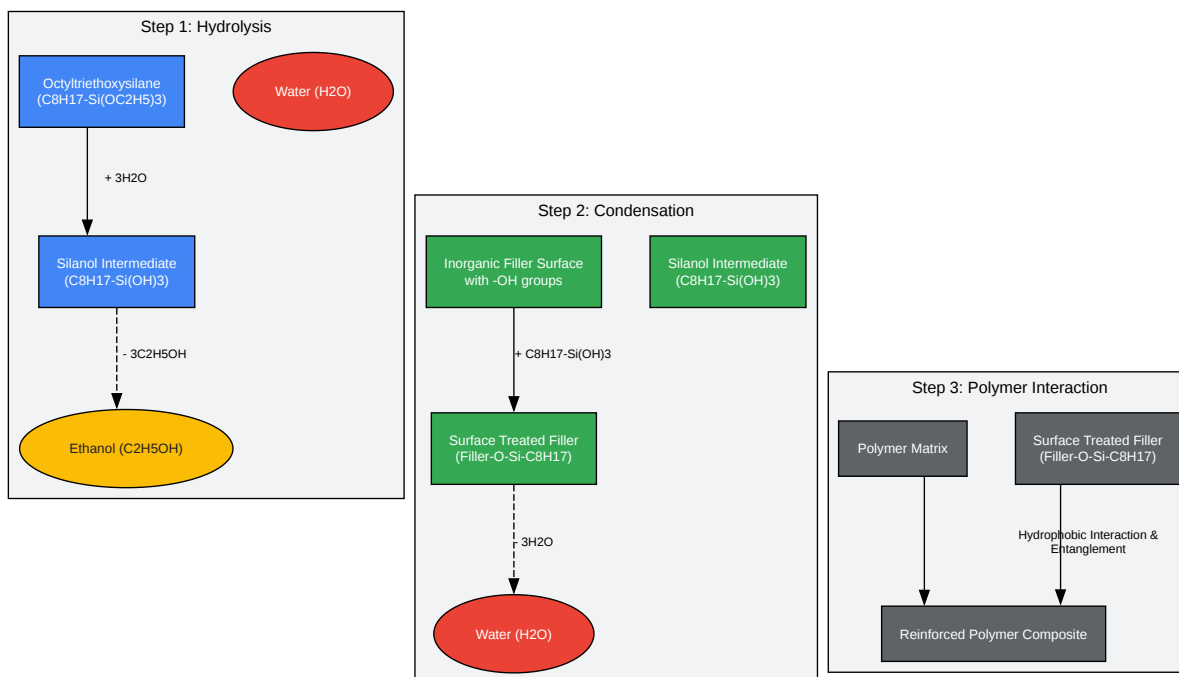 Step 1: Hydrolysis
Octyltriethoxysilane
(C8H17-Si(OC2H5)3)
Water (H2O)
+ 3H2O
Silanol Intermediate
(C8H17-Si(OH)3)
- 3C2H5OH
Ethanol (C2H5OH)
Step 2: Condensation
Inorganic Filler Surface
with -OH groups
Silanol Intermediate
(C8H17-Si(OH)3)
+ C8H17-Si(OH)3
Surface Treated Filler
(Filler-O-Si-C8H17)
- 3H2O
Water (H2O)
Step 3: Polymer Interaction
Polymer Matrix
Surface Treated Filler
(Filler-O-Si-C8H17)
Hydrophobic Interaction &
Entanglement
Reinforced Polymer Composite